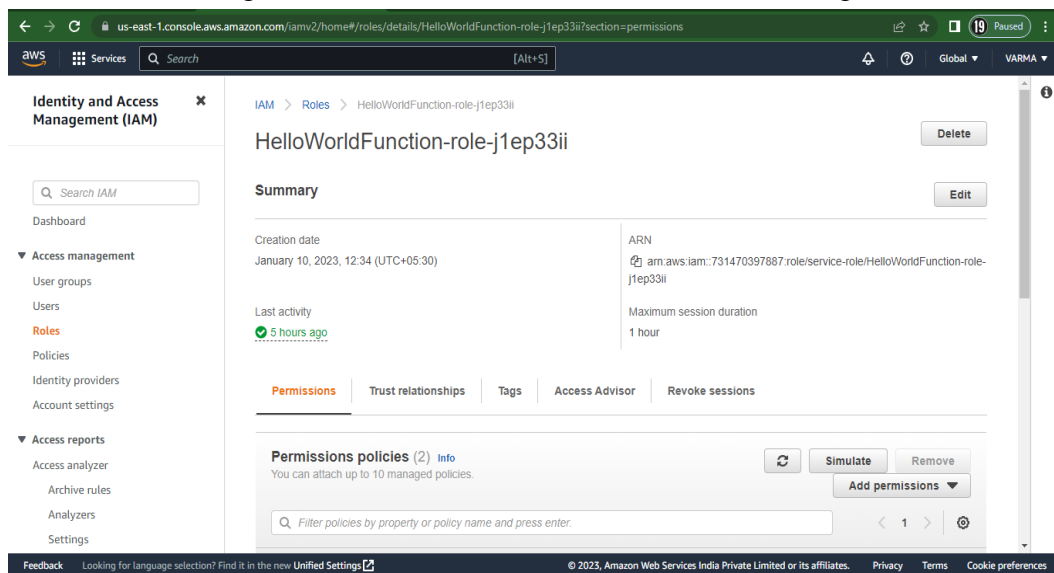 us-east-1.console.aws.amazon.com/iamv2/home#/roles/details/HelloWorldFunction-role-j1ep33ii?section=permissions
19 Paused
aws Services Search [Alt+S] Global VARMA
Identity and Access
Management (IAM)
Search IAM
Dashboard
Access management
User groups
Users
Roles
Policies
Identity providers
Account settings
Access reports
Access analyzer
Archive rules
Analyzers
Settings
IAM > Roles > HelloWorldFunction-role-j1ep33ii
HelloWorldFunction-role-j1ep33ii
Delete
Summary
Edit
Creation date
January 10, 2023, 12:34 (UTC+05:30)
ARN
arn:aws:iam::731470397887:role/service-role/HelloWorldFunction-role-
j1ep33ii
Last activity
5 hours ago
Maximum session duration
1 hour
Permissions Trust relationships Tags Access Advisor Revoke sessions
Permissions policies (2) Info
You can attach up to 10 managed policies.
Simulate Remove
Add permissions
Filter policies by property or policy name and press enter.
< 1 >
Feedback Looking for language selection? Find it in the new Unified Settings © 2023, Amazon Web Services India Private Limited or its affiliates. Privacy Terms Cookie preferences